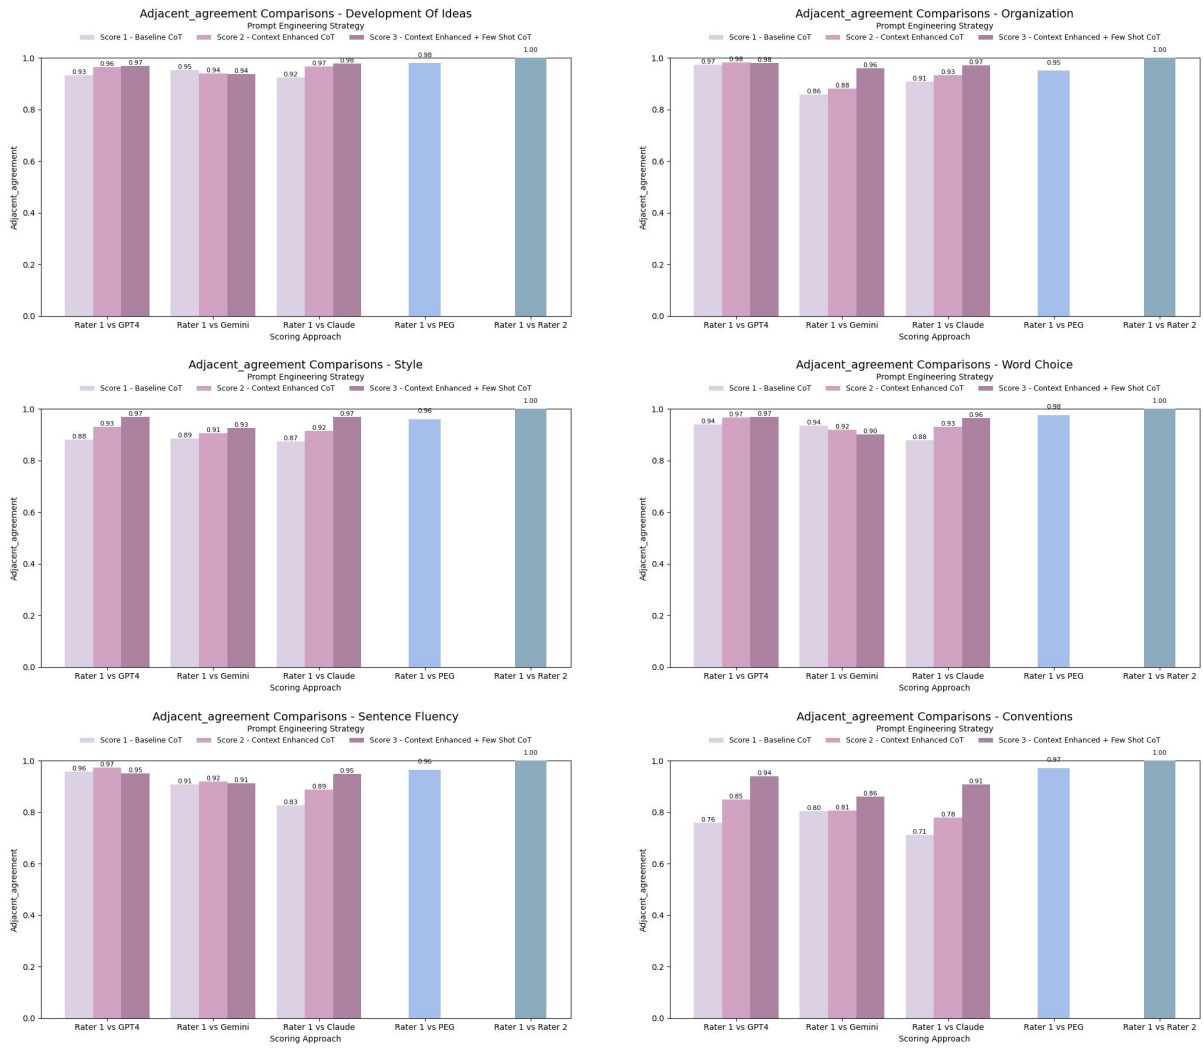 Adjacent_agreement Comparisons - Development Of Ideas
Prompt Engineering Strategy
Score 1 - Baseline CoT Score 2 - Context Enhanced CoT Score 3 - Context Enhanced + Few Shot CoT
1.00
0.93 0.96 0.97 0.95 0.94 0.94 0.92 0.97 0.98 0.98
1.0
0.8
0.6
0.4
0.2
0.0
Adjacent_agreement
Rater 1 vs GPT4 Rater 1 vs Gemini Rater 1 vs Claude Rater 1 vs PEG Rater 1 vs Rater 2
Scoring Approach
Adjacent_agreement Comparisons - Organization
Prompt Engineering Strategy
Score 1 - Baseline CoT Score 2 - Context Enhanced CoT Score 3 - Context Enhanced + Few Shot CoT
1.00
0.97 0.98 0.98 0.86 0.88 0.96 0.91 0.93 0.97 0.95
1.0
0.8
0.6
0.4
0.2
0.0
Adjacent_agreement
Rater 1 vs GPT4 Rater 1 vs Gemini Rater 1 vs Claude Rater 1 vs PEG Rater 1 vs Rater 2
Scoring Approach
Adjacent_agreement Comparisons - Style
Prompt Engineering Strategy
Score 1 - Baseline CoT Score 2 - Context Enhanced CoT Score 3 - Context Enhanced + Few Shot CoT
1.00
0.88 0.93 0.97 0.89 0.91 0.93 0.87 0.92 0.97 0.96
1.0
0.8
0.6
0.4
0.2
0.0
Adjacent_agreement
Rater 1 vs GPT4 Rater 1 vs Gemini Rater 1 vs Claude Rater 1 vs PEG Rater 1 vs Rater 2
Scoring Approach
Adjacent_agreement Comparisons - Word Choice
Prompt Engineering Strategy
Score 1 - Baseline CoT Score 2 - Context Enhanced CoT Score 3 - Context Enhanced + Few Shot CoT
1.00
0.94 0.97 0.97 0.94 0.92 0.90 0.88 0.93 0.96 0.98
1.0
0.8
0.6
0.4
0.2
0.0
Adjacent_agreement
Rater 1 vs GPT4 Rater 1 vs Gemini Rater 1 vs Claude Rater 1 vs PEG Rater 1 vs Rater 2
Scoring Approach
Adjacent_agreement Comparisons - Sentence Fluency
Prompt Engineering Strategy
Score 1 - Baseline CoT Score 2 - Context Enhanced CoT Score 3 - Context Enhanced + Few Shot CoT
1.00
0.96 0.97 0.95 0.91 0.92 0.91 0.83 0.89 0.95 0.96
1.0
0.8
0.6
0.4
0.2
0.0
Adjacent_agreement
Rater 1 vs GPT4 Rater 1 vs Gemini Rater 1 vs Claude Rater 1 vs PEG Rater 1 vs Rater 2
Scoring Approach
Adjacent_agreement Comparisons - Conventions
Prompt Engineering Strategy
Score 1 - Baseline CoT Score 2 - Context Enhanced CoT Score 3 - Context Enhanced + Few Shot CoT
1.00
0.76 0.85 0.94 0.80 0.81 0.86 0.71 0.78 0.91 0.97
1.0
0.8
0.6
0.4
0.2
0.0
Adjacent_agreement
Rater 1 vs GPT4 Rater 1 vs Gemini Rater 1 vs Claude Rater 1 vs PEG Rater 1 vs Rater 2
Scoring Approach